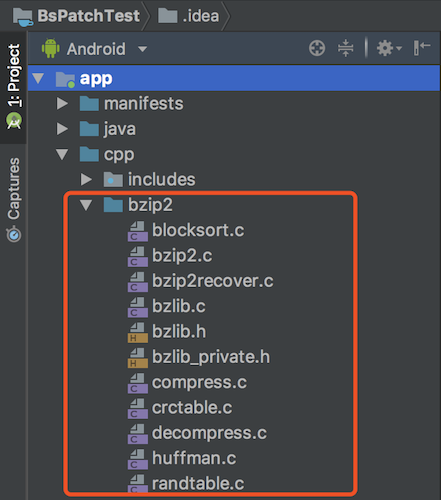 BsPatchTest .idea
Android
1: Project
Captures
app
manifests
java
cpp
includes
bzip2
C blocksort.c
C bzip2.c
C bzip2recover.c
C bzlib.c
H bzlib.h
H bzlib_private.h
C compress.c
C crctable.c
C decompress.c
C huffman.c
C randtable.c